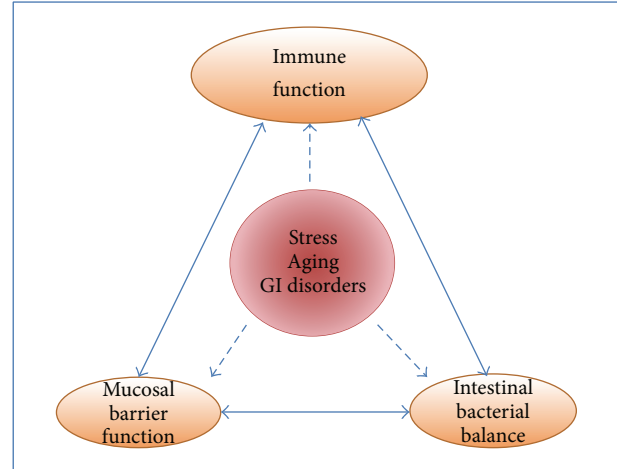 Immune
function
Stress
Aging
GI disorders
Mucosal
barrier
function
Intestinal
bacterial
balance